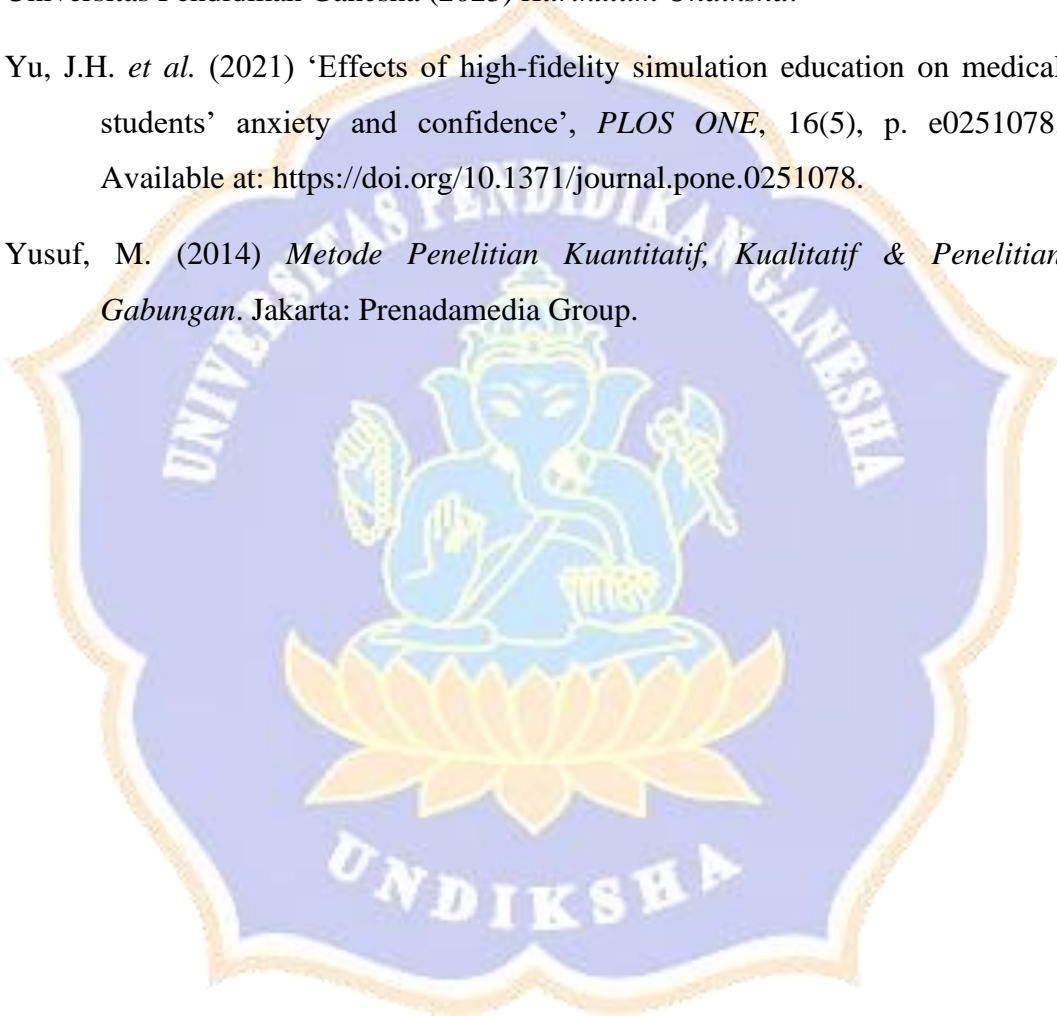 Yu, J.H. et al. (2021) ‘Effects of high-fidelity simulation education on medical
students’ anxiety and confidence’, PLOS ONE, 16(5), p. e0251078.
Available at: https://doi.org/10.1371/journal.pone.0251078.
Yusuf, M. (2014) Metode Penelitian Kuantitatif, Kualitatif & Penelitian
Gabungan. Jakarta: Prenadamedia Group.
UNIVERSITAS PENDIDIKAN GANESHA
UNDIKSHA